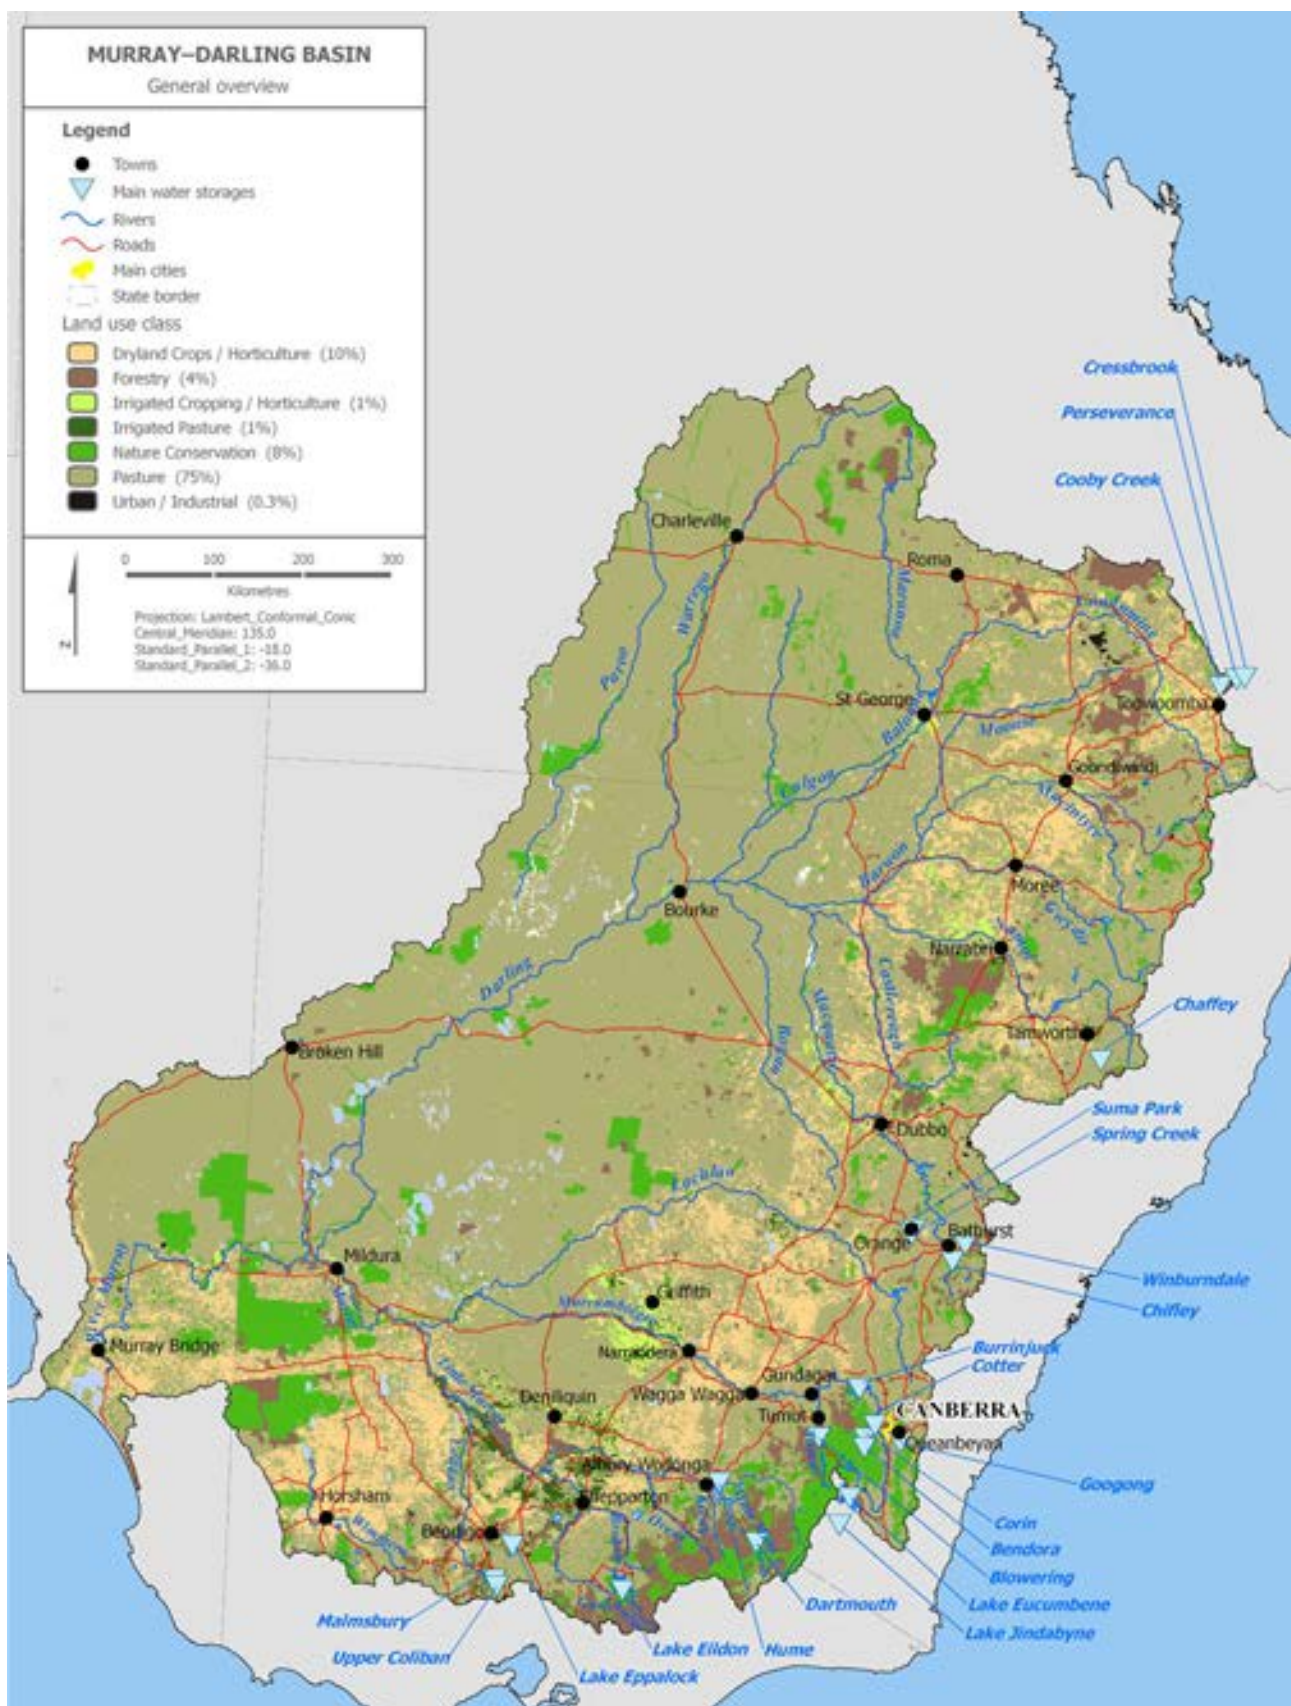 MURRAY–DARLING BASIN
General overview
Legend
Towns
Main water storages
Rivers
Roads
Main cities
State border
Land use class
Dryland Crops / Horticulture (10%)
Forestry (4%)
Irrigated Cropping / Horticulture (1%)
Irrigated Pasture (1%)
Nature Conservation (8%)
Pasture (75%)
Urban / Industrial (0.3%)
0 100 200 300
Kilometres
N
Projection: Lambert_Conformal_Conic
Central_Meridian: 135.0
Standard_Parallel_1: -18.0
Standard_Parallel_2: -36.0
Cressbrook
Perseverance
Cooby Creek
Charleville
Roma
Maranoa
Condamine
Warrego
Paroo
St George
Toowoomba
Balonne
Moonie
Goondiwindi
Culgoa
Macintyre
Barwon
Moree
Bourke
Gwydir
Narrabri
Namoi
Darling
Castlereagh
Macquarie
Chaffey
Tamworth
Broken Hill
Bogan
Suma Park
Dubbo
Spring Creek
Lachlan
Orange
Bathurst
Mildura
Winburndale
River Murray
Griffith
Chifley
Murrumbidgee
Murray Bridge
Narrandera
Burrinjuck
Cotter
Gundagai
Wagga Wagga
Deniliquin
Tumut
CANBERRA
Queanbeyan
Albury Wodonga
Googong
Horsham
Shepparton
Bendigo
Corin
Bendora
Blowering
Dartmouth
Lake Eucumbene
Malmsbury
Lake Jindabyne
Lake Eildon
Hume
Upper Coliban
Lake Eppalock